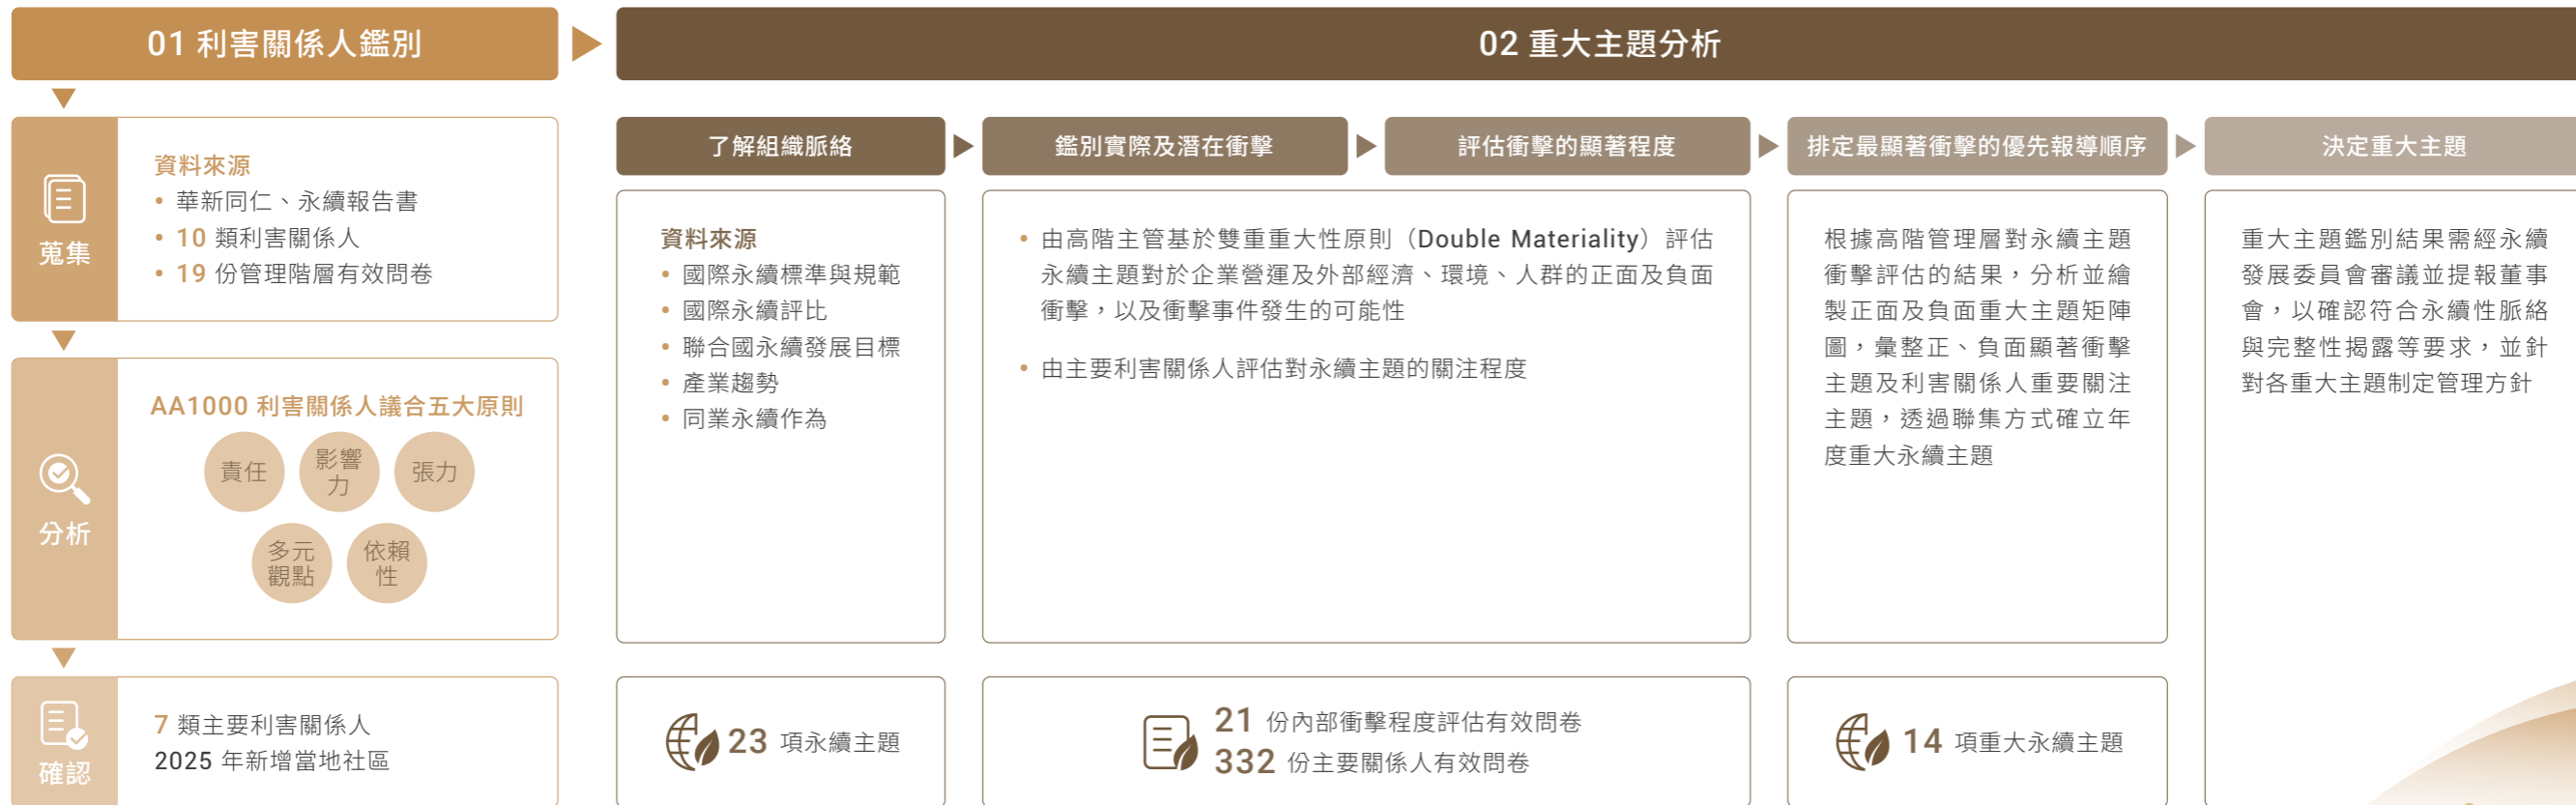 01 利害關係人鑑別
蒐集
資料來源
• 華新同仁、永續報告書
• 10 類利害關係人
• 19 份管理階層有效問卷
分析
AA1000 利害關係人議合五大原則
責任
影響
力
張力
多元
觀點
依賴
性
確認
7 類主要利害關係人
2025 年新增當地社區
02 重大主題分析
了解組織脈絡
資料來源
• 國際永續標準與規範
• 國際永續評比
• 聯合國永續發展目標
• 產業趨勢
• 同業永續作為
23 項永續主題
鑑別實際及潛在衝擊
評估衝擊的顯著程度
• 由高階主管基於雙重重大性原則（Double Materiality）評估
永續主題對於企業營運及外部經濟、環境、人群的正面及負面
衝擊，以及衝擊事件發生的可能性
• 由主要利害關係人評估對永續主題的關注程度
21 份內部衝擊程度評估有效問卷
332 份主要關係人有效問卷
排定最顯著衝擊的優先報導順序
根據高階管理層對永續主題
衝擊評估的結果，分析並繪
製正面及負面重大主題矩陣
圖，彙整正、負面顯著衝擊
主題及利害關係人重要關注
主題，透過聯集方式確立年
度重大永續主題
14 項重大永續主題
決定重大主題
重大主題鑑別結果需經永續
發展委員會審議並提報董事
會，以確認符合永續性脈絡
與完整性揭露等要求，並針
對各重大主題制定管理方針